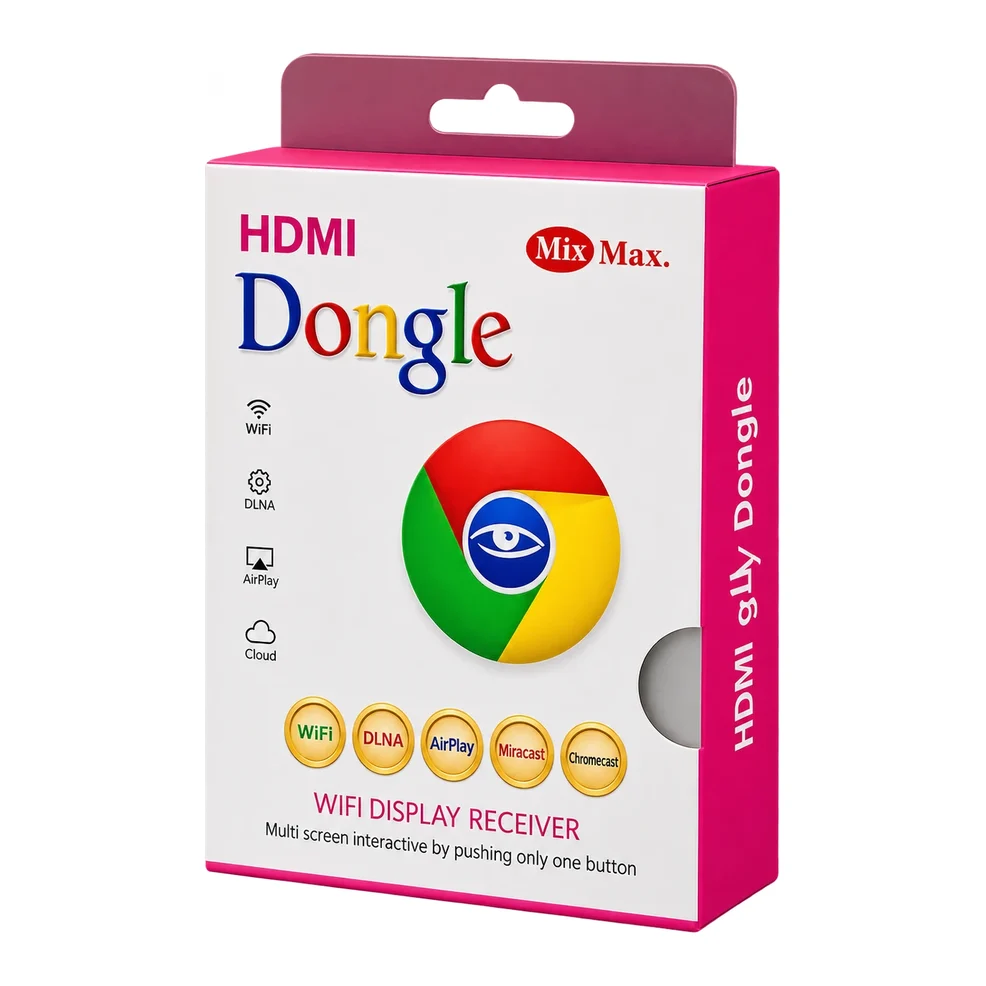 HDMI
Mix Max.
Dongle
WiFi
DLNA
AirPlay
Cloud
WiFi
DLNA
AirPlay
Miracast
Chromecast
WIFI DISPLAY RECEIVER
Multi screen interactive by pushing only one button
HDMI Dongle